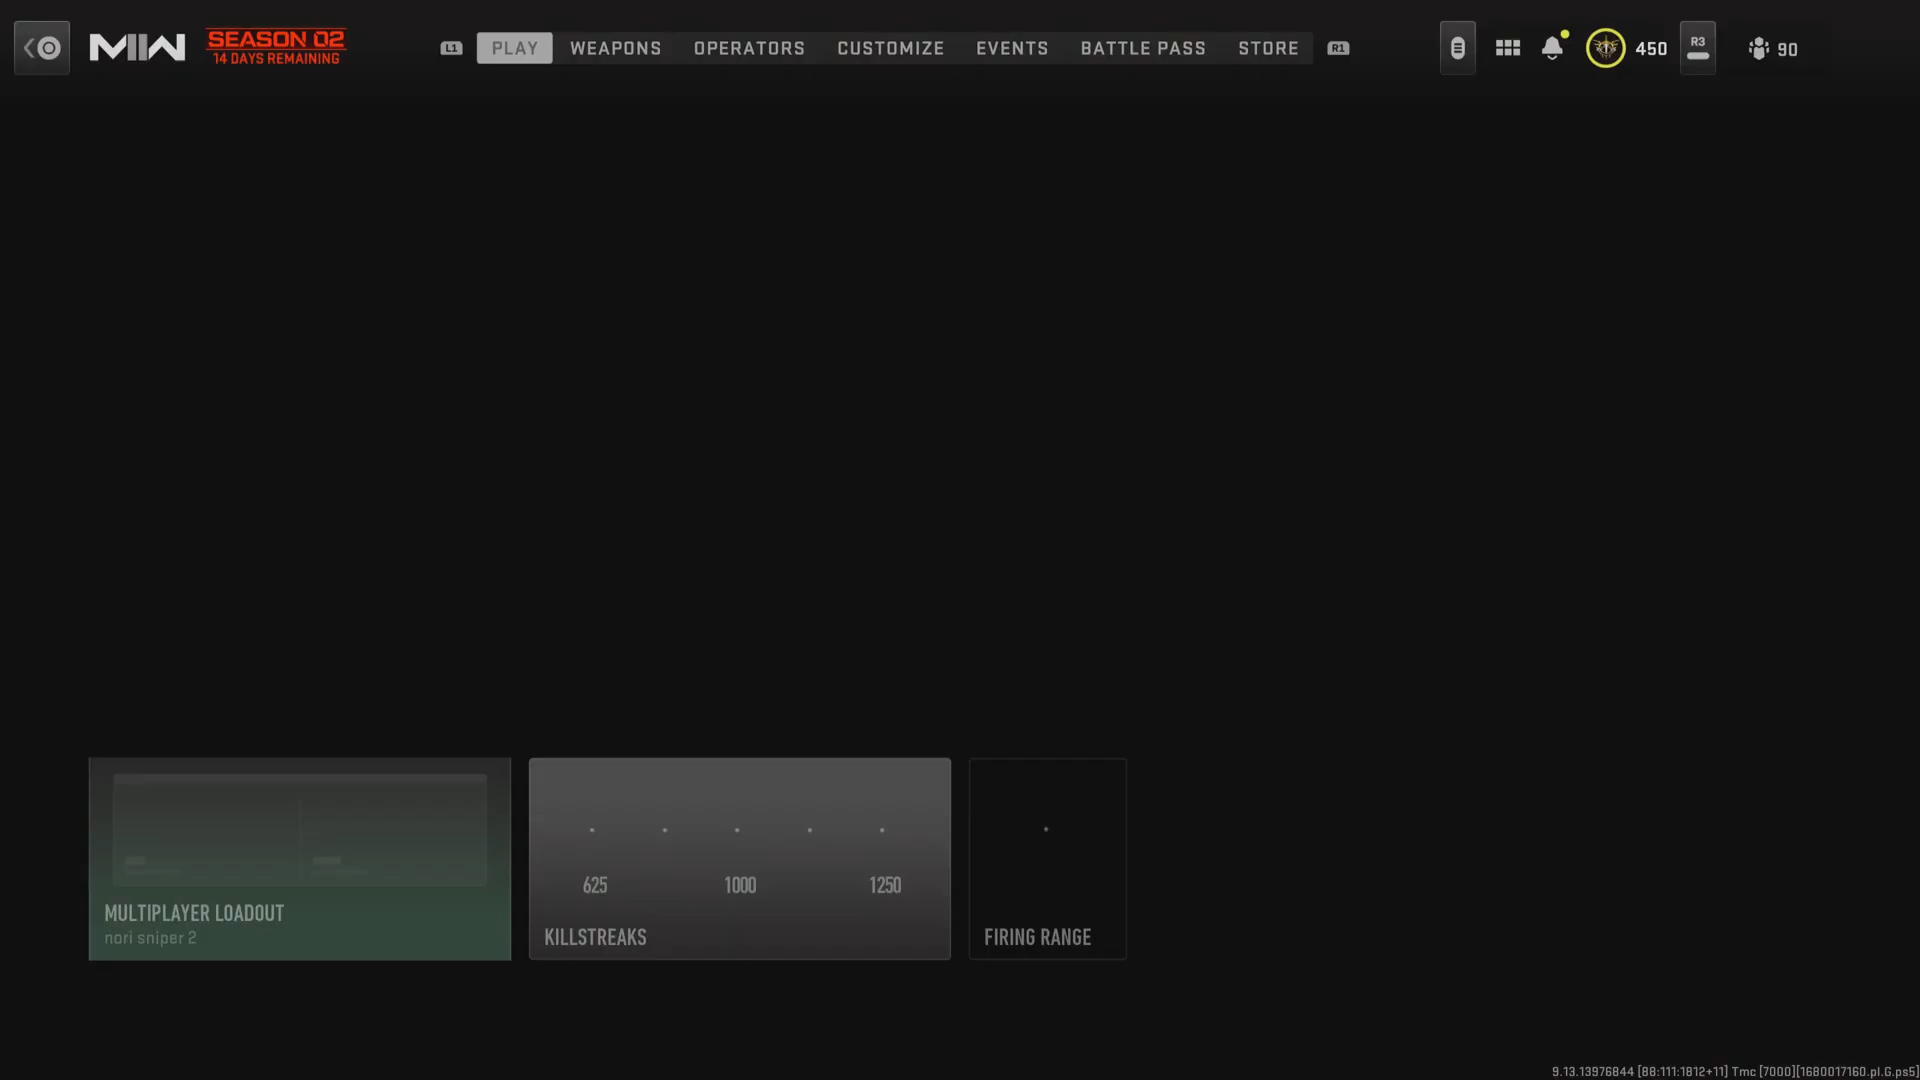 MIIW
SEASON 02
14 DAYS REMAINING
L1
PLAY
WEAPONS
OPERATORS
CUSTOMIZE
EVENTS
BATTLE PASS
STORE
R1
450
R3
90
MULTIPLAYER LOADOUT
nori sniper 2
625
1000
1250
KILLSTREAKS
FIRING RANGE
9.13.13976844 [88:111:1812+11] Tmc [7000][1680017160.pl.G.ps5]